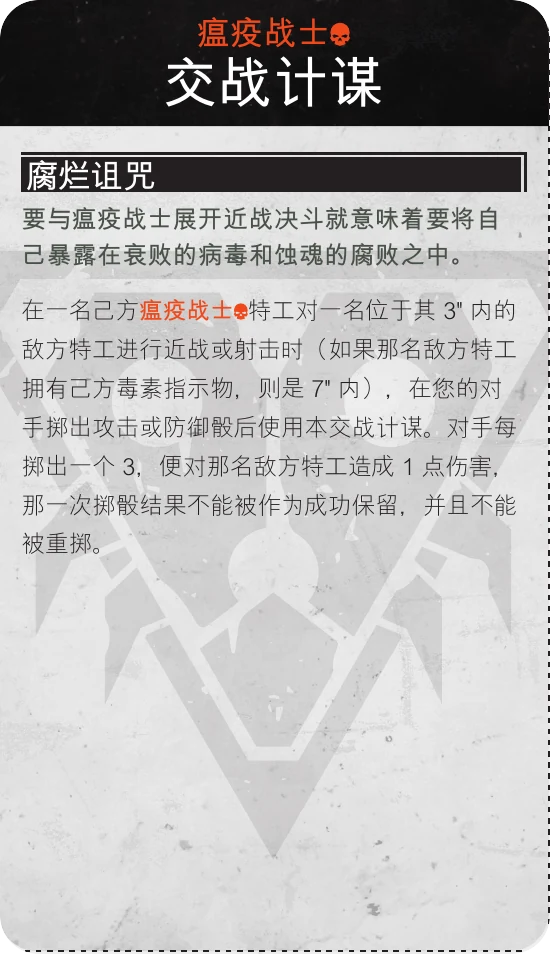 瘟疫战士
交战计谋
腐烂诅咒
要与瘟疫战士展开近战决斗就意味着要将自
己暴露在衰败的病毒和蚀魂的腐败之中。
在一名己方瘟疫战士特工对一名位于其 3" 内的
敌方特工进行近战或射击时（如果那名敌方特工
拥有己方毒素指示物，则是 7" 内），在您的对
手掷出攻击或防御骰后使用本交战计谋。对手每
掷出一个 3，便对那名敌方特工造成 1 点伤害，
那一次掷骰结果不能被作为成功保留，并且不能
被重掷。